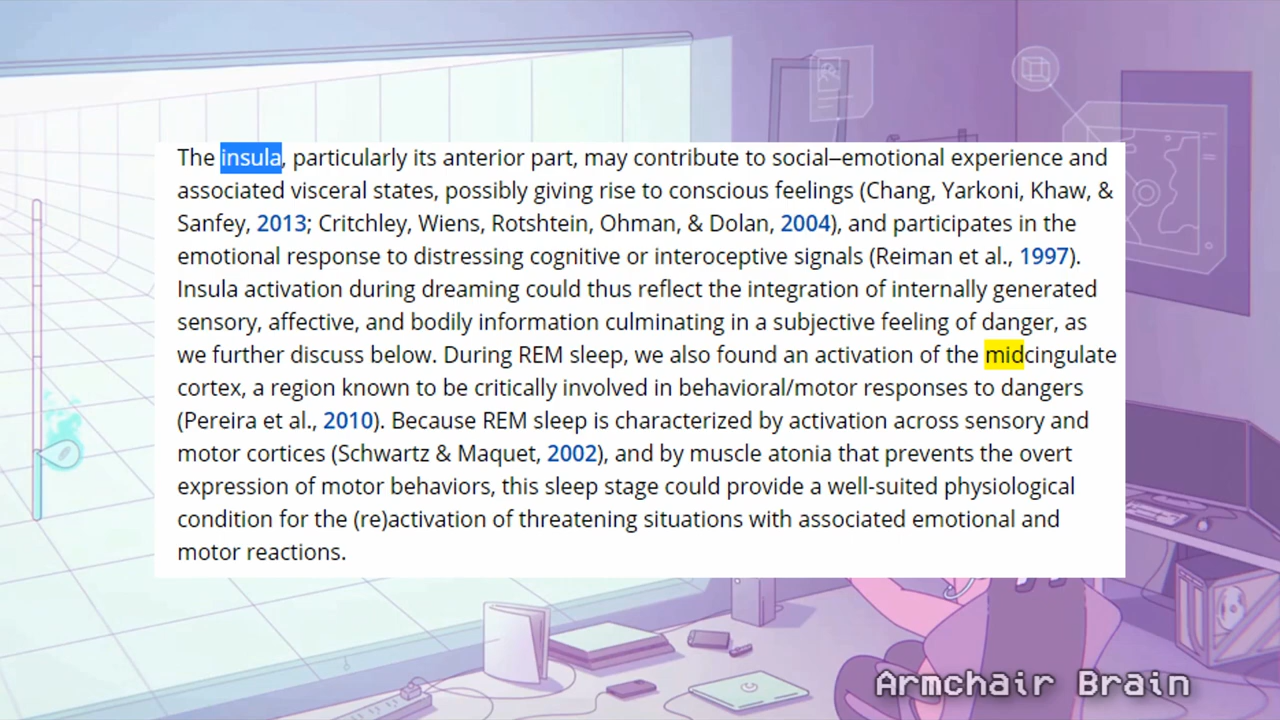 The insula, particularly its anterior part, may contribute to social–emotional experience and
associated visceral states, possibly giving rise to conscious feelings (Chang, Yarkoni, Khaw, &
Sanfey, 2013; Critchley, Wiens, Rotshtein, Ohman, & Dolan, 2004), and participates in the
emotional response to distressing cognitive or interoceptive signals (Reiman et al., 1997).
Insula activation during dreaming could thus reflect the integration of internally generated
sensory, affective, and bodily information culminating in a subjective feeling of danger, as
we further discuss below. During REM sleep, we also found an activation of the midcingulate
cortex, a region known to be critically involved in behavioral/motor responses to dangers
(Pereira et al., 2010). Because REM sleep is characterized by activation across sensory and
motor cortices (Schwartz & Maquet, 2002), and by muscle atonia that prevents the overt
expression of motor behaviors, this sleep stage could provide a well-suited physiological
condition for the (re)activation of threatening situations with associated emotional and
motor reactions.
Armchair Brain